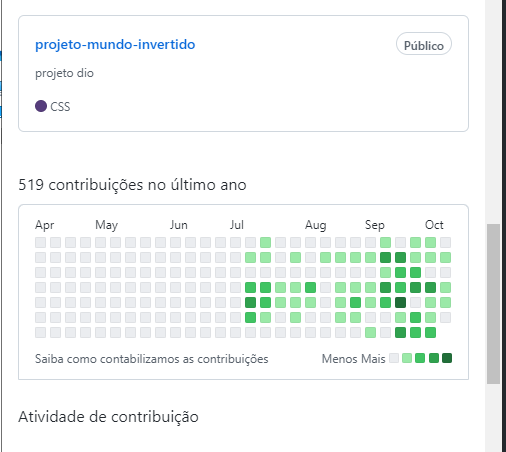 projeto-mundo-invertido Público
projeto dio
CSS
519 contribuições no último ano
Apr May Jun Jul Aug Sep Oct
Saiba como contabilizamos as contribuições Menos Mais
Atividade de contribuição